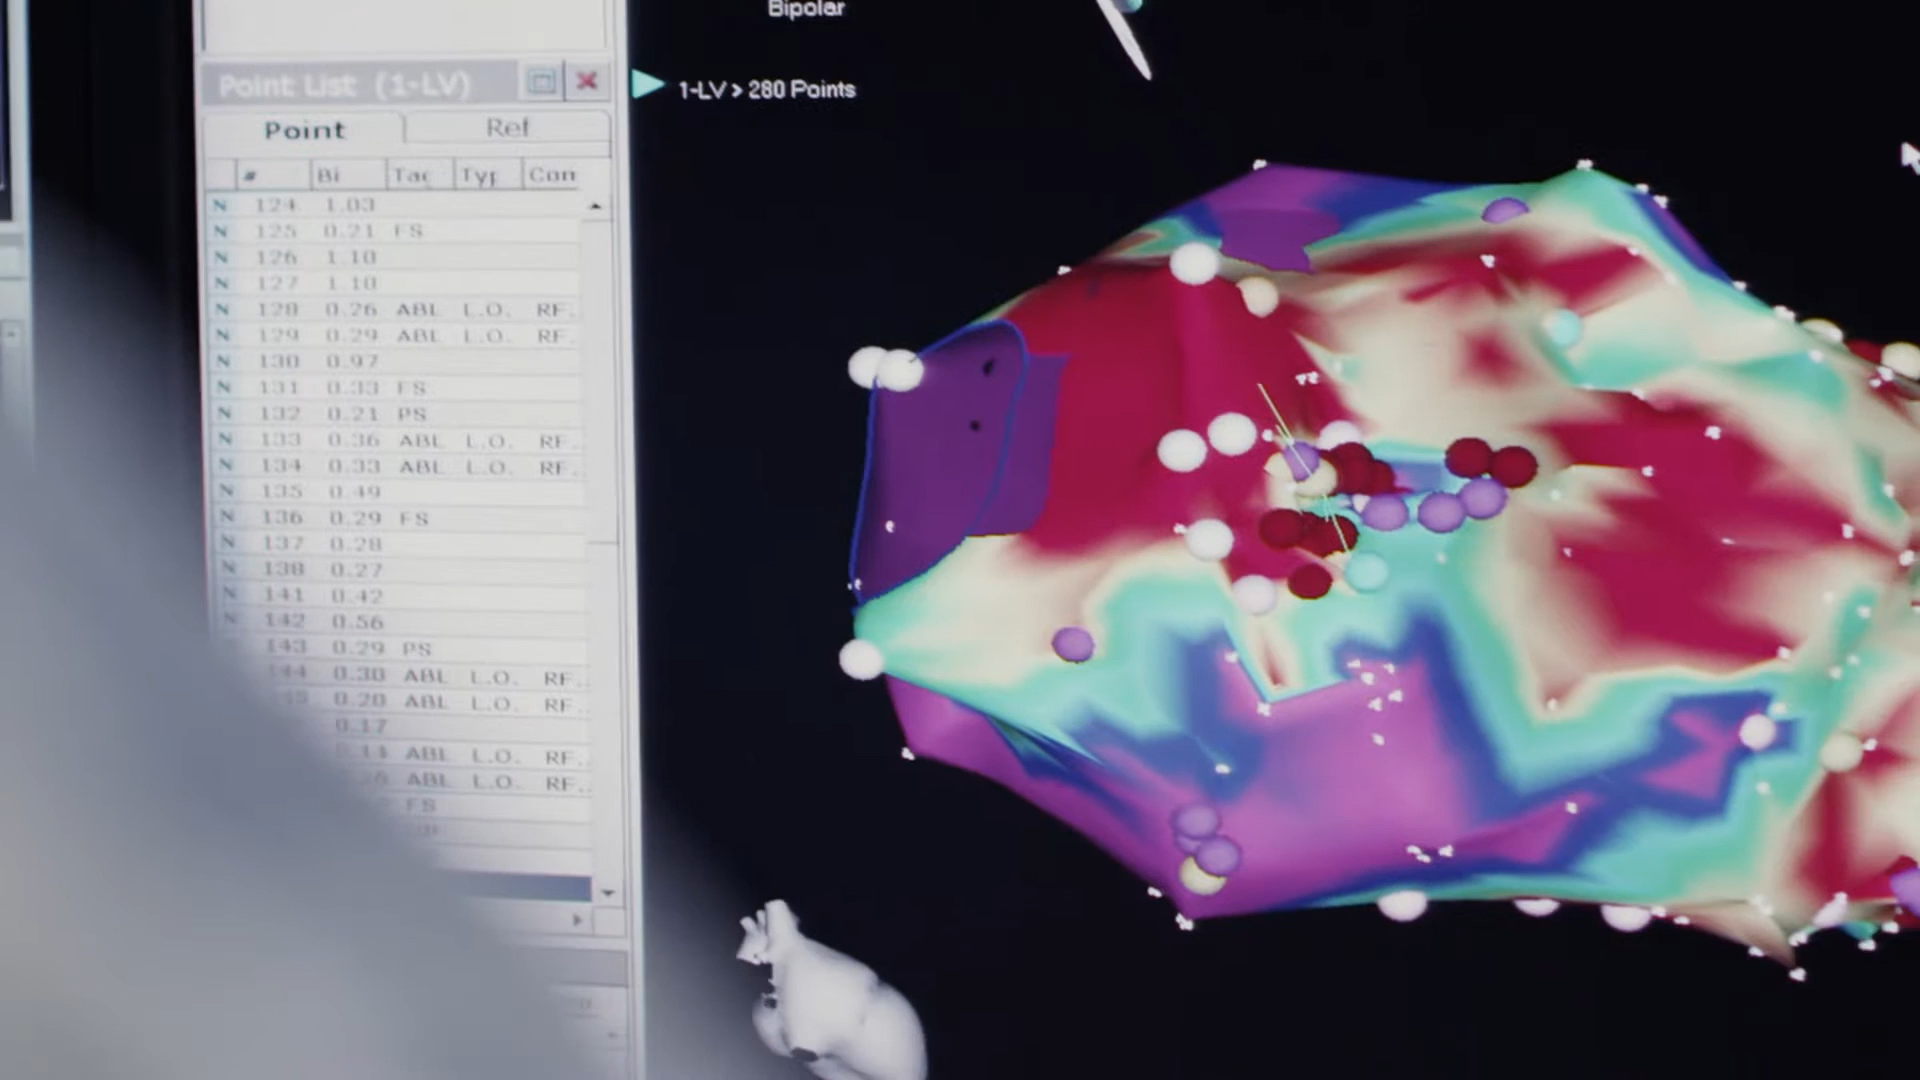 Bipolar
1-LV > 280 Points
Point List (1-LV)
Point Ref
# Bi Tag Typ Com
N 124 1.03
N 125 0.21 FS
N 126 1.10
N 127 1.10
N 128 0.26 ABL L.O. RF.
N 129 0.29 ABL L.O. RF.
N 130 0.97
N 131 0.33 FS
N 132 0.21 PS
N 133 0.36 ABL L.O. RF.
N 134 0.33 ABL L.O. RF.
N 135 0.49
N 136 0.29 FS
N 137 0.28
N 138 0.27
N 141 0.42
142 0.56
143 0.29 PS
144 0.30 ABL L.O. RF..
0.20 ABL L.O. RF..
0.17
ABL L.O. RF..
ABL L.O. RF..
FS